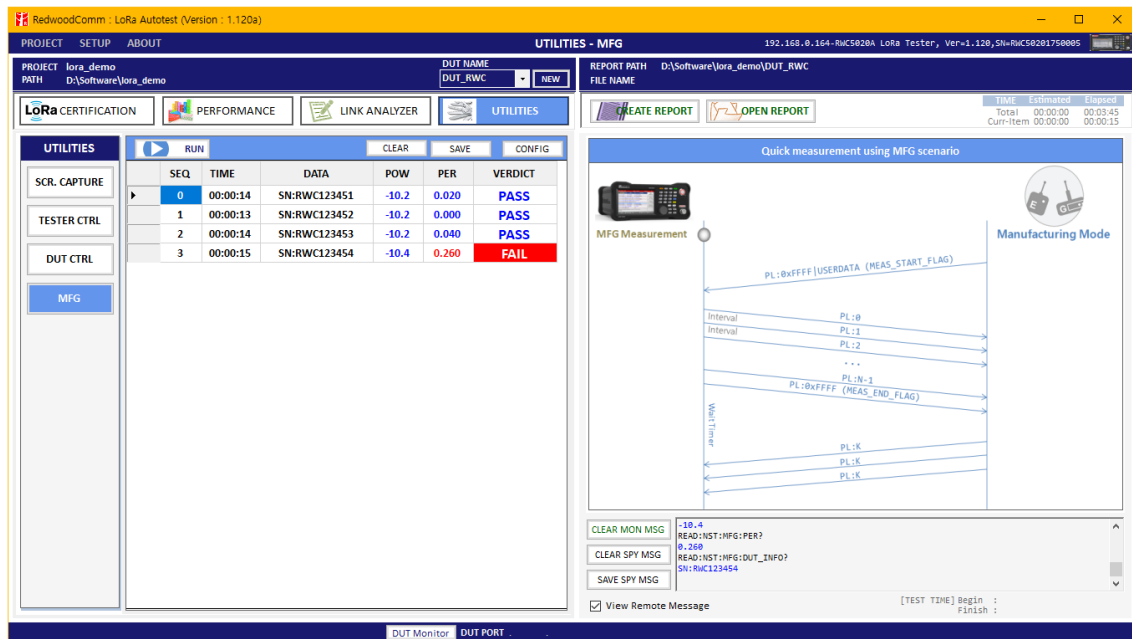 RedwoodComm : LoRa Autotest (Version : 1.120a)
PROJECT SETUP ABOUT
UTILITIES - MFG
192.168.0.164-RWC5020A LoRa Tester, Ver=1.120,SN=RWC50201750005
PROJECT lora_demo
PATH D:\Software\lora_demo
DUT NAME
DUT_RWC
NEW
REPORT PATH D:\Software\lora_demo\DUT_RWC
FILE NAME
LoRa CERTIFICATION
PERFORMANCE
LINK ANALYZER
UTILITIES
CREATE REPORT
OPEN REPORT
TIME Estimated Elapsed
Total 00:00:00 00:03:45
Curr-Item 00:00:00 00:00:15
UTILITIES
SCR. CAPTURE
TESTER CTRL
DUT CTRL
MFG
RUN
CLEAR
SAVE
CONFIG
SEQ TIME DATA POW PER VERDICT
0 00:00:14 SN:RWC123451 -10.2 0.020 PASS
1 00:00:13 SN:RWC123452 -10.2 0.000 PASS
2 00:00:14 SN:RWC123453 -10.2 0.040 PASS
3 00:00:15 SN:RWC123454 -10.4 0.260 FAIL
Quick measurement using MFG scenario
E
G
MFG Measurement
Manufacturing Mode
PL:0xFFFF|USERDATA (MEAS_START_FLAG)
Interval
PL:0
Interval
PL:1
PL:2
...
PL:N-1
PL:0xFFFF (MEAS_END_FLAG)
Wait Timer
PL:K
PL:K
PL:K
CLEAR MON MSG
CLEAR SPY MSG
SAVE SPY MSG
-10.4
READ:NST:MFG:PER?
0.260
READ:NST:MFG:DUT_INFO?
SN:RWC123454
View Remote Message
[TEST TIME] Begin :
Finish :
DUT Monitor DUT PORT . .